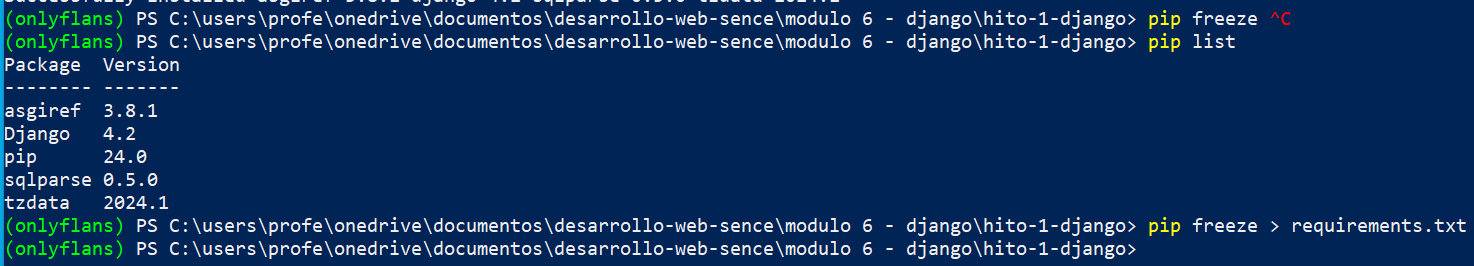 (onlyflans) PS C:\users\profe\onedrive\documentos\desarrollo-web-sence\modulo 6 - django\hito-1-django> pip freeze ^C
(onlyflans) PS C:\users\profe\onedrive\documentos\desarrollo-web-sence\modulo 6 - django\hito-1-django> pip list
Package  Version
-------- -------
asgiref  3.8.1
Django   4.2
pip      24.0
sqlparse 0.5.0
tzdata   2024.1
(onlyflans) PS C:\users\profe\onedrive\documentos\desarrollo-web-sence\modulo 6 - django\hito-1-django> pip freeze > requirements.txt
(onlyflans) PS C:\users\profe\onedrive\documentos\desarrollo-web-sence\modulo 6 - django\hito-1-django>